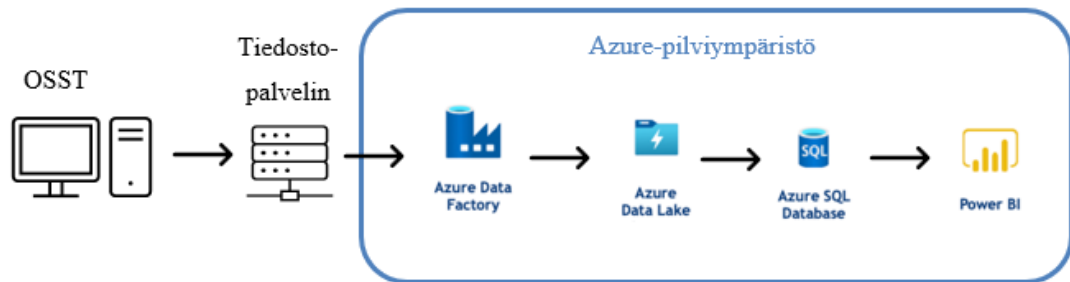 OSST
Tiedosto-
palvelin
Azure-pilviympäristö
Azure Data
Factory
Azure
Data Lake
SQL
Azure SQL
Database
Power BI